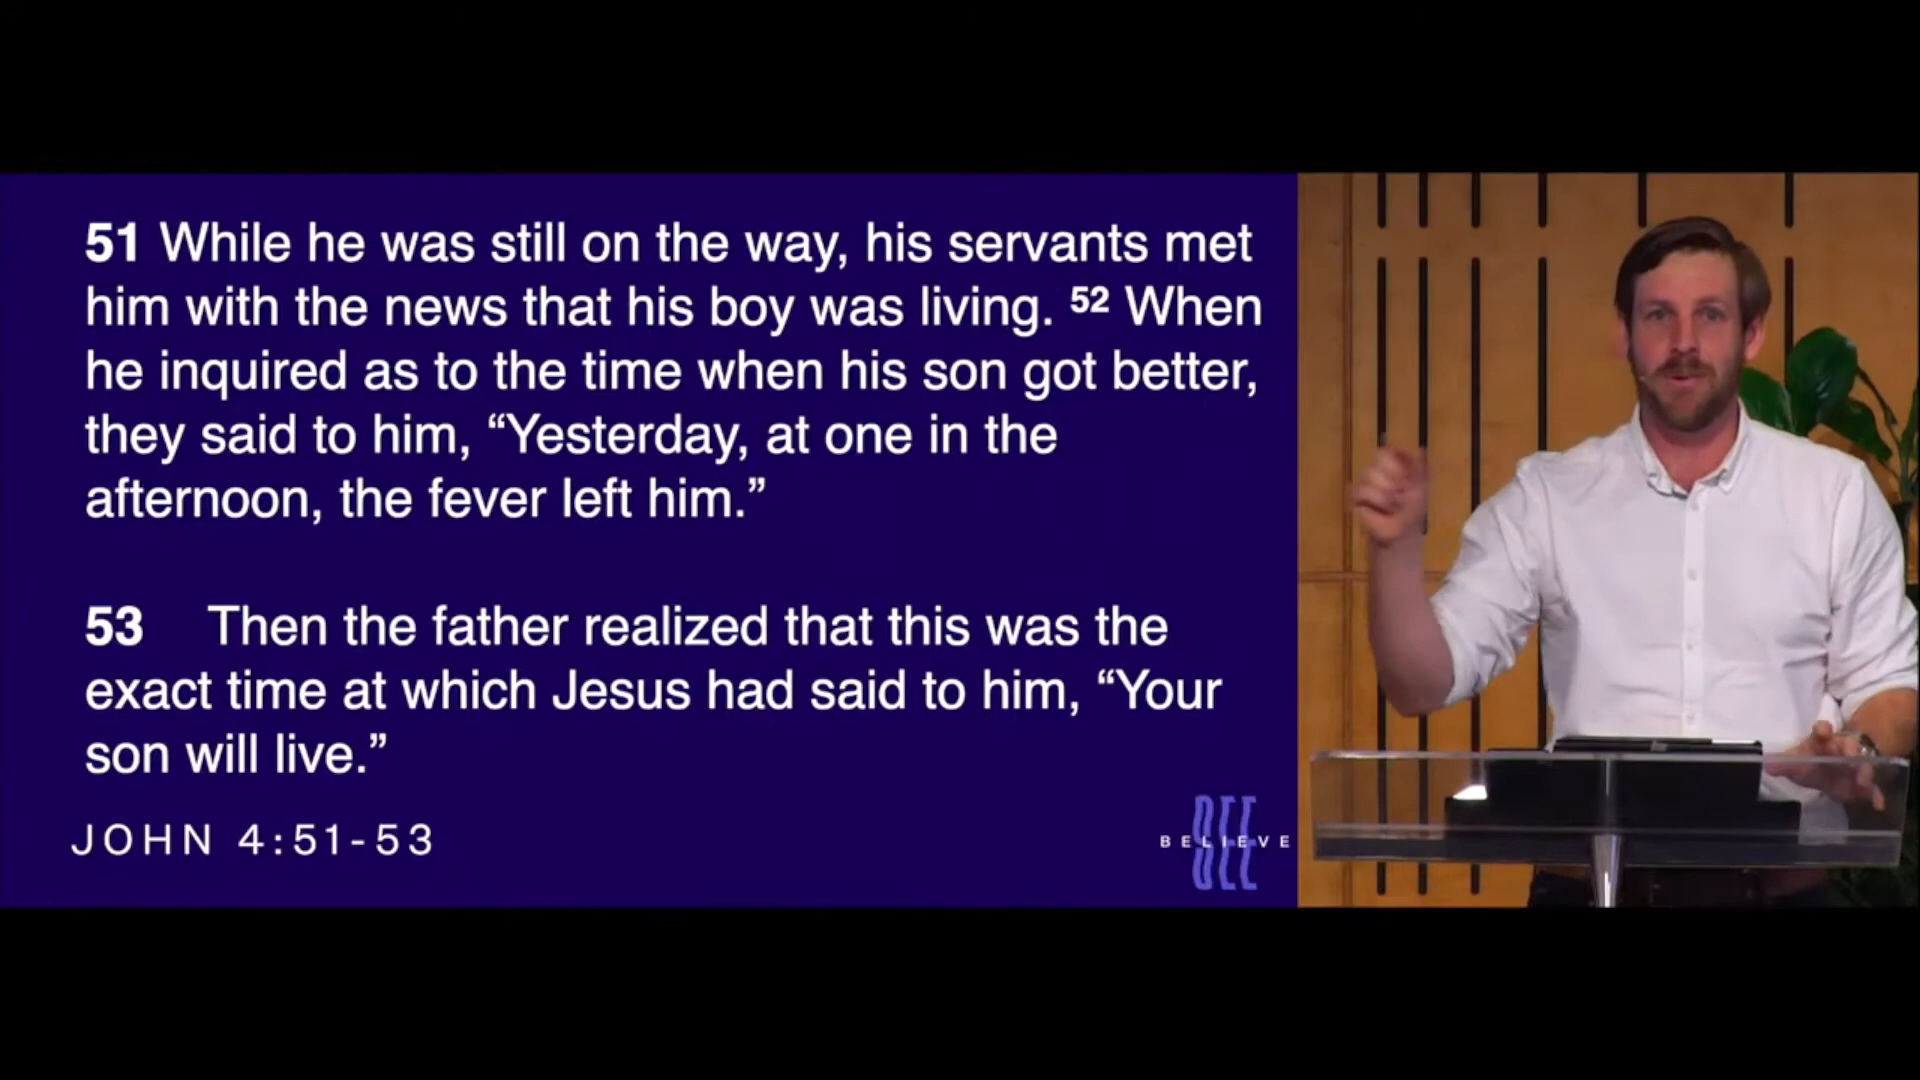 51 While he was still on the way, his servants met
him with the news that his boy was living. 52 When
he inquired as to the time when his son got better,
they said to him, “Yesterday, at one in the
afternoon, the fever left him.”
53 Then the father realized that this was the
exact time at which Jesus had said to him, “Your
son will live.”
JOHN 4:51-53
SEE
BELIEVE